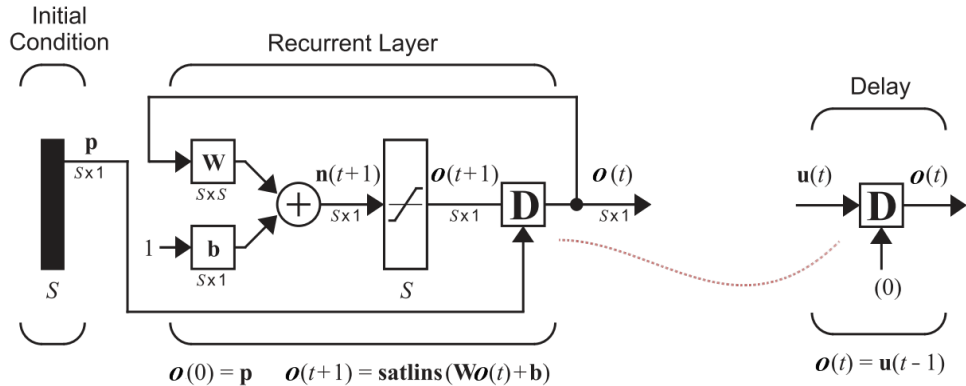 Initial
Condition
Recurrent Layer
Delay
p
S x 1
W
S x S
n(t+1)
S x 1
o(t+1)
S x 1
D
o(t)
S x 1
1
b
S x 1
S
S
u(t)
D
o(t)
(0)
o(0) = p
o(t+1) = satlins(Wo(t)+b)
o(t) = u(t - 1)